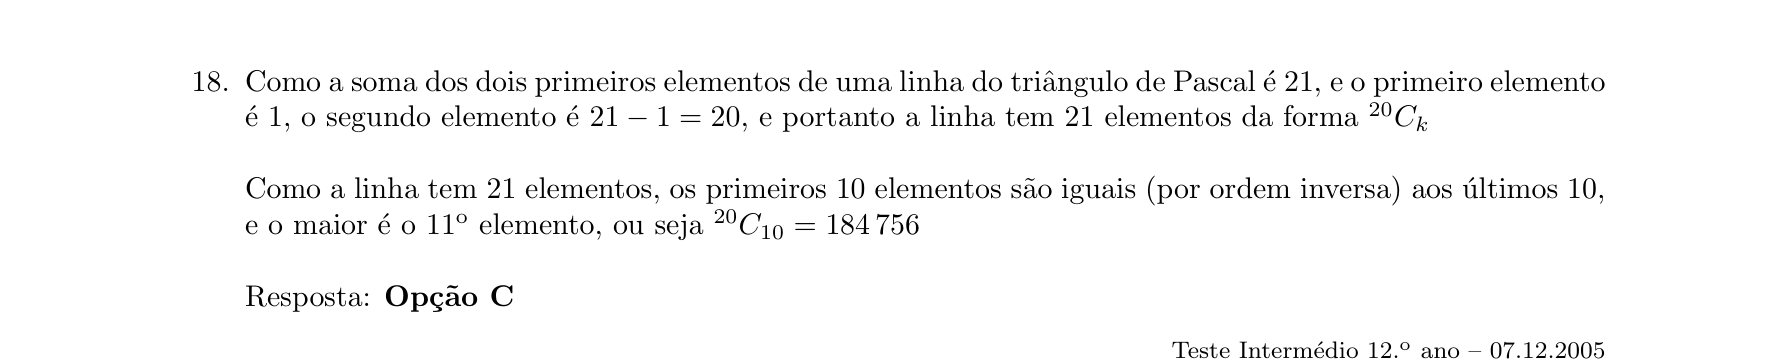 18. Como a soma dos dois primeiros elementos de uma linha do triângulo de Pascal é 21, e o primeiro elemento
é 1, o segundo elemento é 21 − 1 = 20, e portanto a linha tem 21 elementos da forma ²⁰Cₖ
Como a linha tem 21 elementos, os primeiros 10 elementos são iguais (por ordem inversa) aos últimos 10,
e o maior é o 11º elemento, ou seja ²⁰C₁₀ = 184 756
Resposta: Opção C
Teste Intermédio 12.º ano – 07.12.2005